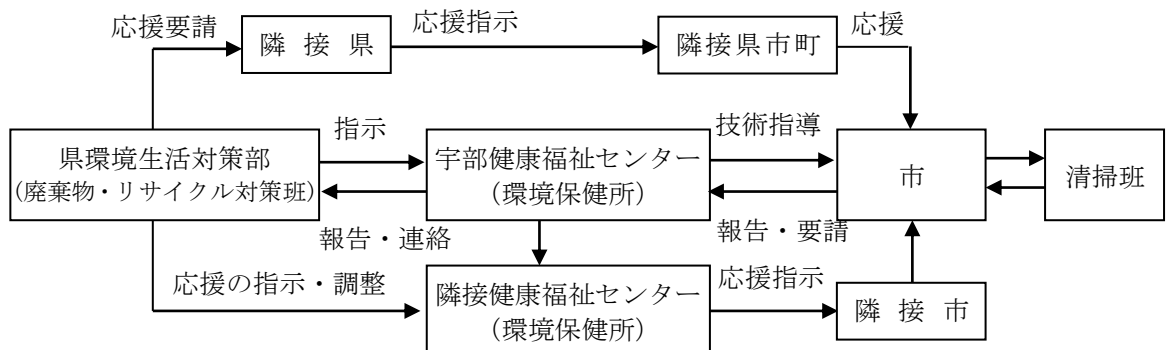 応援要請
隣接県
応援指示
隣接県市町
応援
県環境生活対策部
(廃棄物・リサイクル対策班)
指示
宇部健康福祉センター
(環境保健所)
技術指導
市
清掃班
報告・連絡
報告・要請
応援の指示・調整
隣接健康福祉センター
(環境保健所)
応援指示
隣接市